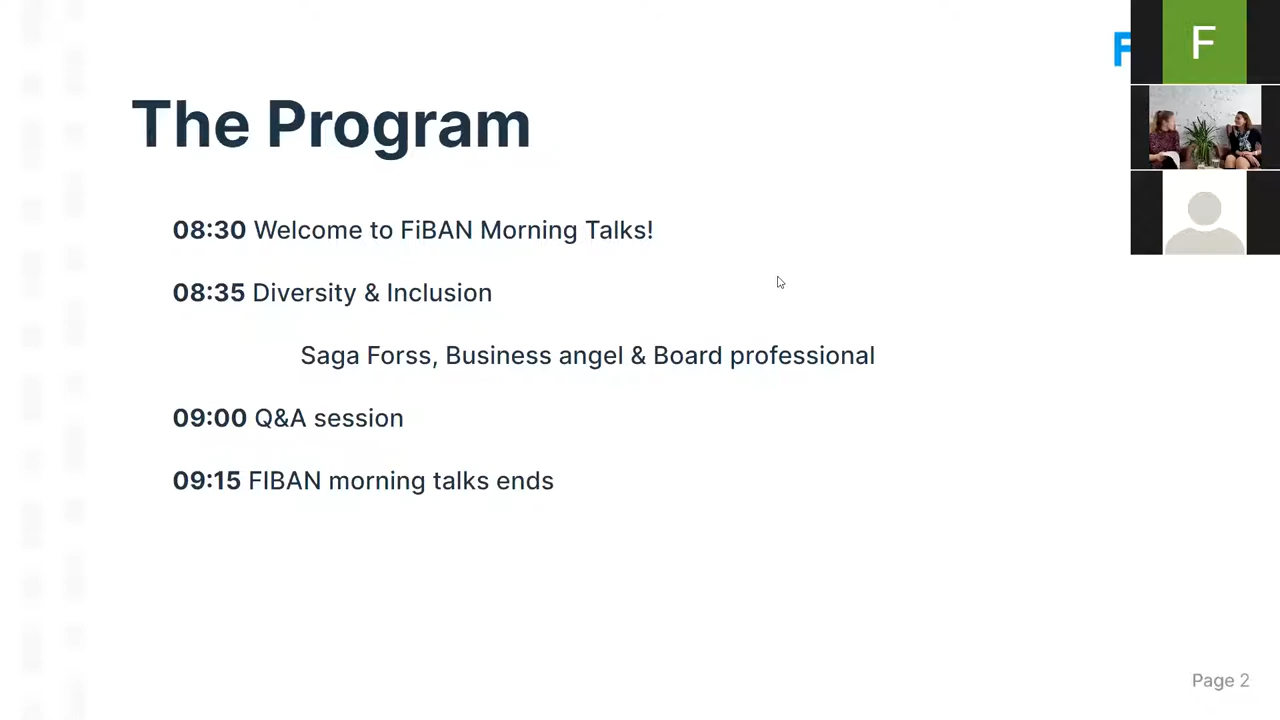 F
F
The Program
08:30 Welcome to FiBAN Morning Talks!
08:35 Diversity & Inclusion
Saga Forss, Business angel & Board professional
09:00 Q&A session
09:15 FIBAN morning talks ends
Page 2